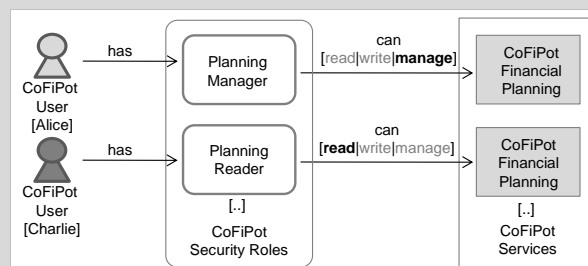 has
Planning
Manager
can
[read|write|manage]
CoFiPot
Financial
Planning
CoFiPot
User
[Alice]
has
Planning
Reader
can
[read|write|manage]
CoFiPot
Financial
Planning
CoFiPot
User
[Charlie]
[..]
CoFiPot
Security Roles
[..]
CoFiPot
Services